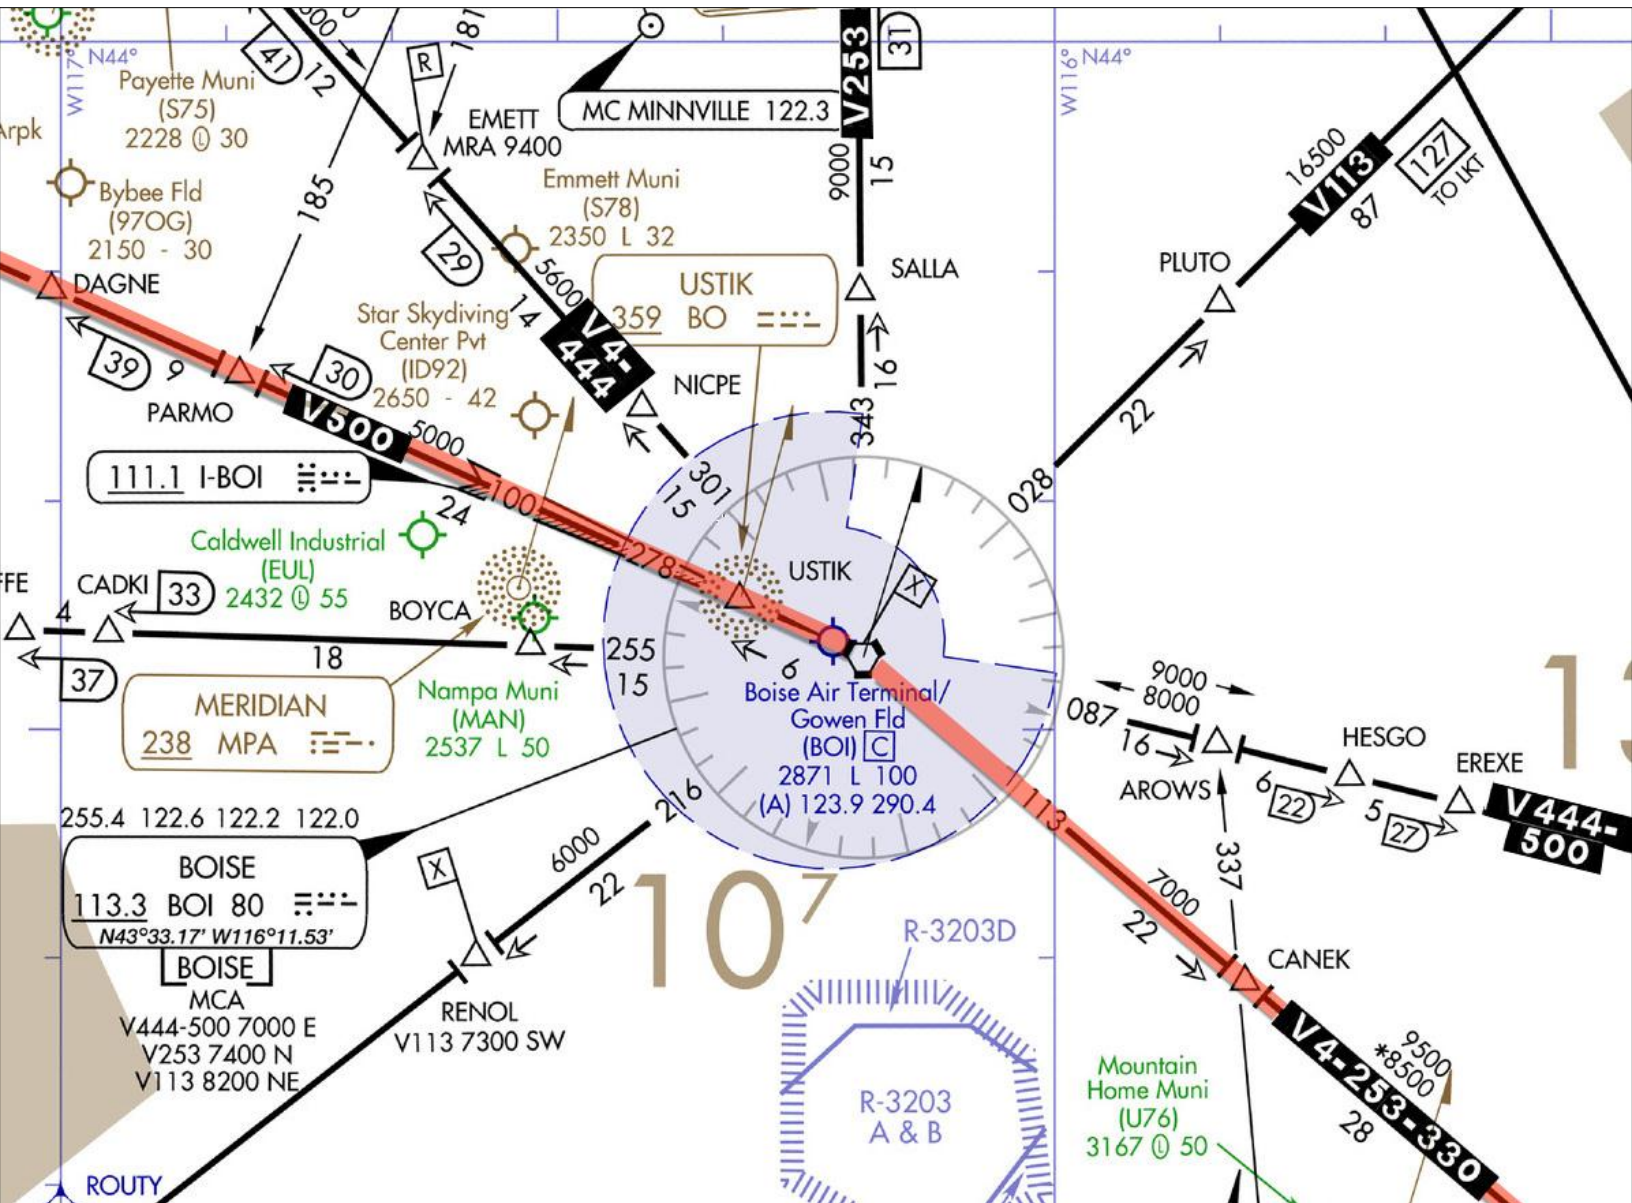 W117°
N44°
41
12
R
181
31
W116°
N44°
Payette Muni
(S75)
2228 Ⓛ 30
Arpk
EMETT
MRA 9400
MC MINNVILLE 122.3
V253
9000
15
16500
V113
87
127
TO LKT
Bybee Fld
(97OG)
2150 - 30
185
Emmett Muni
(S78)
2350 L 32
29
5600
14
V4-
444
USTIK
359 BO
SALLA
PLUTO
22
028
DAGNE
39
9
PARMO
30
Star Skydiving
Center Pvt
(ID92)
2650 - 42
NICPE
16
343
V500
5000
111.1 I-BOI
24
100
278
301
15
Caldwell Industrial
(EUL)
2432 Ⓛ 55
USTIK
X
FFE
4
CADKI
33
BOYCA
37
18
255
15
6
MERIDIAN
238 MPA
Nampa Muni
(MAN)
2537 L 50
Boise Air Terminal/
Gowen Fld
(BOI) C
2871 L 100
(A) 123.9 290.4
9000
8000
087
16
AROWS
6
22
HESGO
5
27
EREXE
V444-
500
13
255.4 122.6 122.2 122.0
BOISE
113.3 BOI 80
N43°33.17' W116°11.53'
BOISE
MCA
V444-500 7000 E
V253 7400 N
V113 8200 NE
X
216
6000
22
RENOL
V113 7300 SW
10⁷
113
7000
22
337
CANEK
R-3203D
R-3203
A & B
V4-253-330
9500
*8500
28
Mountain
Home Muni
(U76)
3167 Ⓛ 50
ROUTY